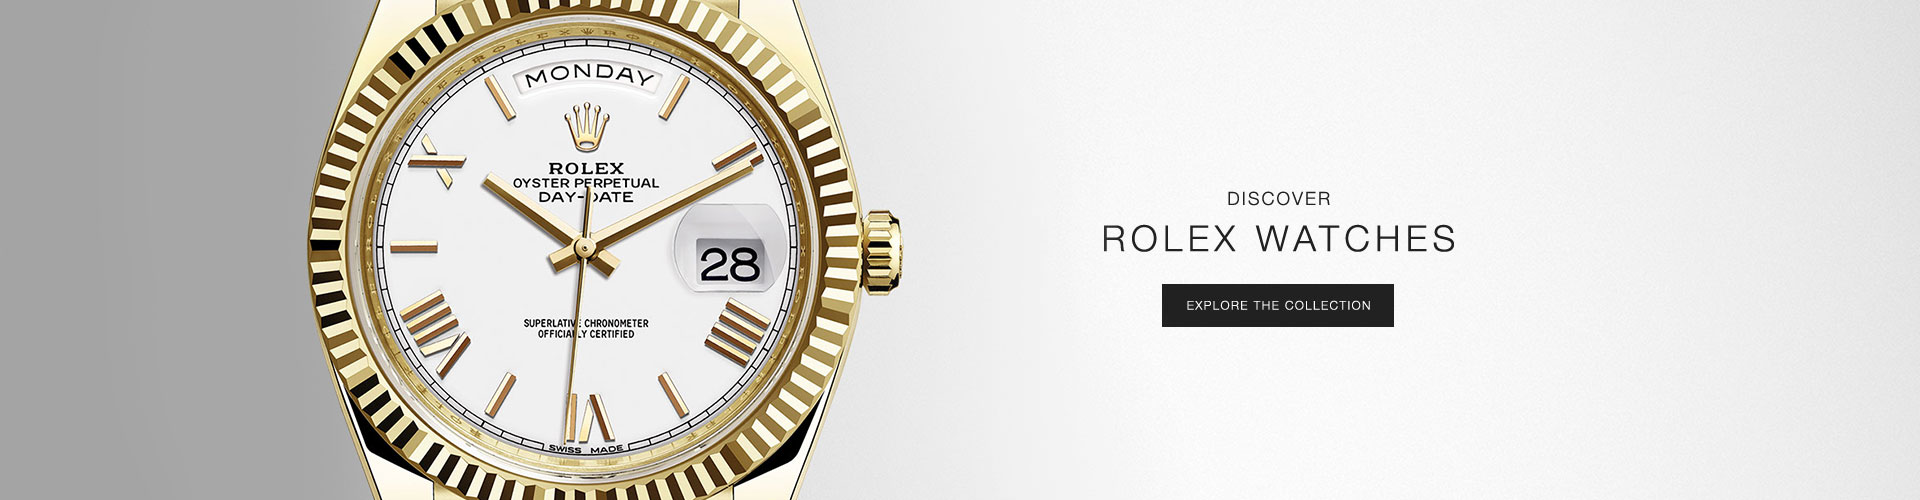 MONDAY
ROLEX
OYSTER PERPETUAL
DAY-DATE
28
SUPERLATIVE CHRONOMETER
OFFICIALLY CERTIFIED
SWISS MADE
DISCOVER
ROLEX WATCHES
EXPLORE THE COLLECTION